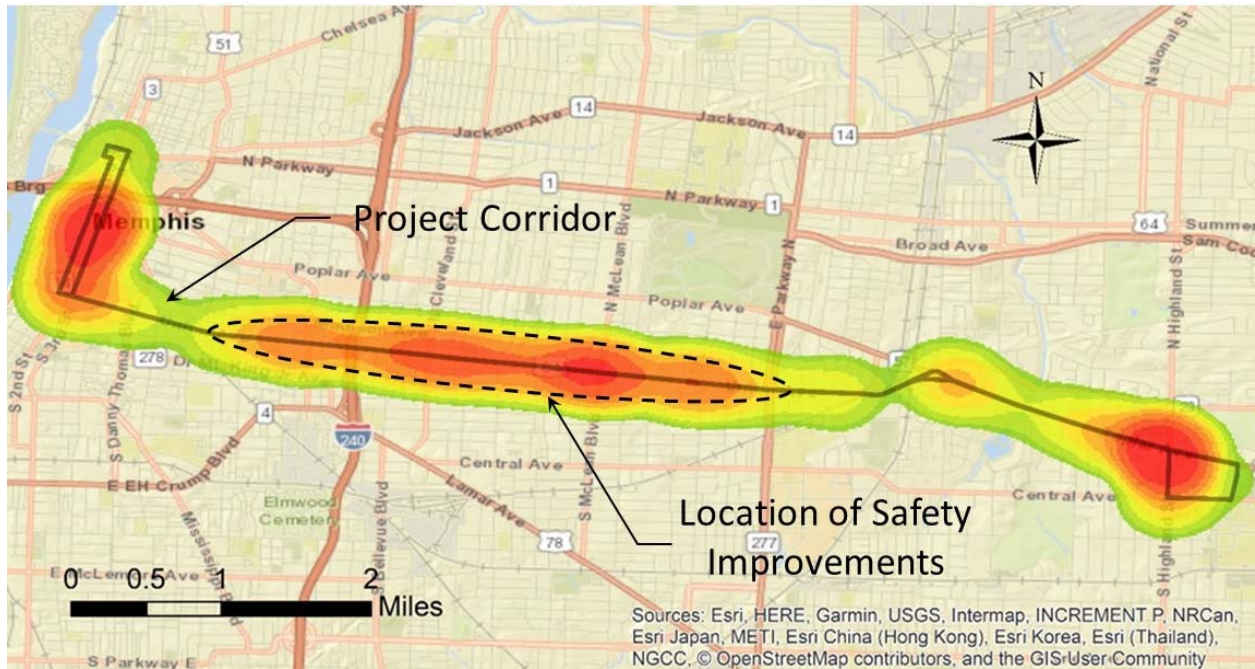 Chelsea Ave
51
3
National St
N
14
Jackson Ave
14
N Parkway
1
N Parkway
1
Brg
Memphis
Project Corridor
N Cleveland St
N McLean Blvd
E Parkway N
Broad Ave
64
Summer
Sam Coo
Poplar Ave
Poplar Ave
N Highland St
S 3rd
S 2nd St
278
S Danny Thomas Bl
4
240
E EH Crump Blvd
Elmwood
Cemetery
Mississippi Blvd
S Bellevue Blvd
Lamar Ave
78
S McLean Blvd
Central Ave
Central Ave
277
S Highland St
Location of Safety
Improvements
E McLemore Ave
0 0.5 1 2
Miles
S Parkway E
Sources: Esri, HERE, Garmin, USGS, Intermap, INCREMENT P, NRCan,
Esri Japan, METI, Esri China (Hong Kong), Esri Korea, Esri (Thailand),
NGCC, © OpenStreetMap contributors, and the GIS User Community